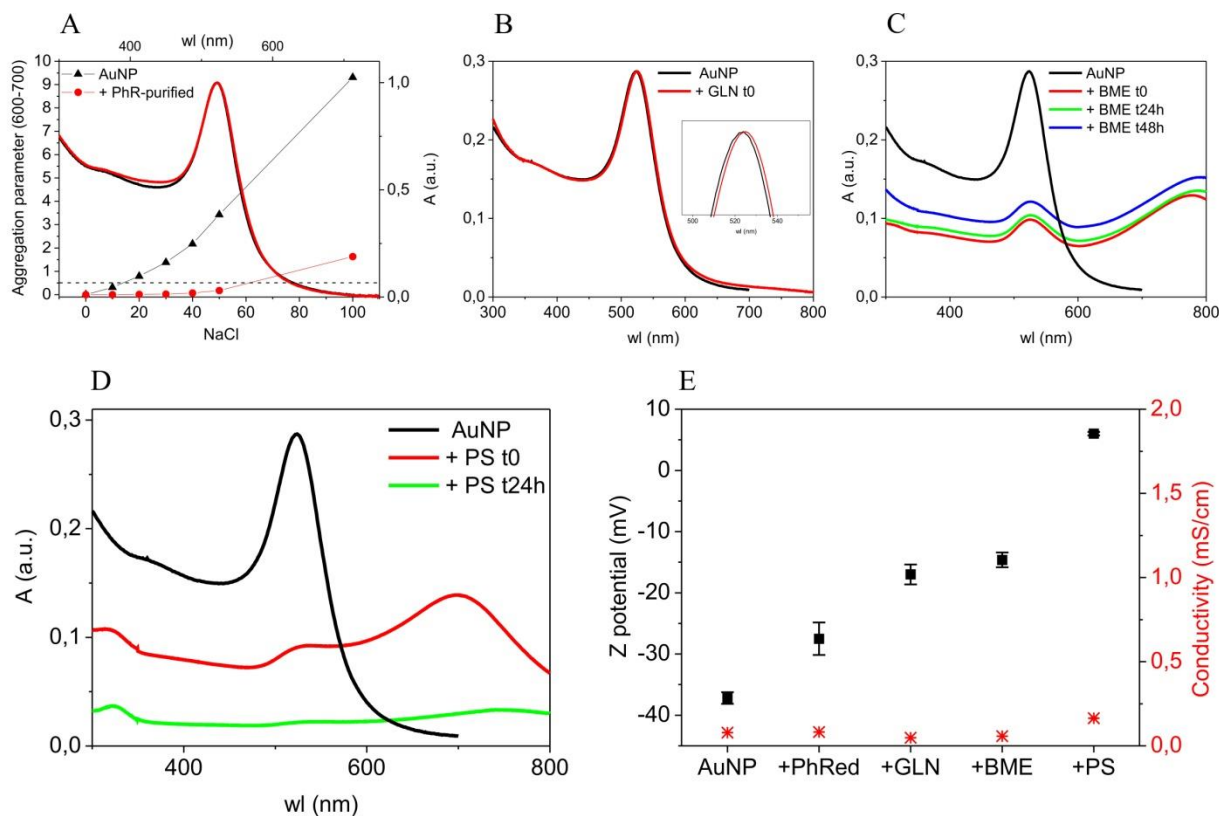 A
wl (nm)
400 600
Aggregation parameter (600-700)
10
9
8
7
6
5
4
3
2
1
0
AuNP
+ PhR-purified
1,0
0,5
0,0
A (a.u.)
0 20 40 60 80 100
NaCl
B
0,3
0,2
0,1
0,0
A (a.u.)
AuNP
+ GLN t0
500 520 540
wl (nm)
300 400 500 600 700 800
wl (nm)
C
0,3
0,2
0,1
0,0
A (a.u.)
AuNP
+ BME t0
+ BME t24h
+ BME t48h
400 600 800
wl (nm)
D
0,3
0,2
0,1
0,0
A (a.u.)
AuNP
+ PS t0
+ PS t24h
400 600 800
wl (nm)
E
10
0
-10
-20
-30
-40
Z potential (mV)
2,0
1,5
1,0
0,5
0,0
Conductivity (mS/cm)
AuNP +PhRed +GLN +BME +PS